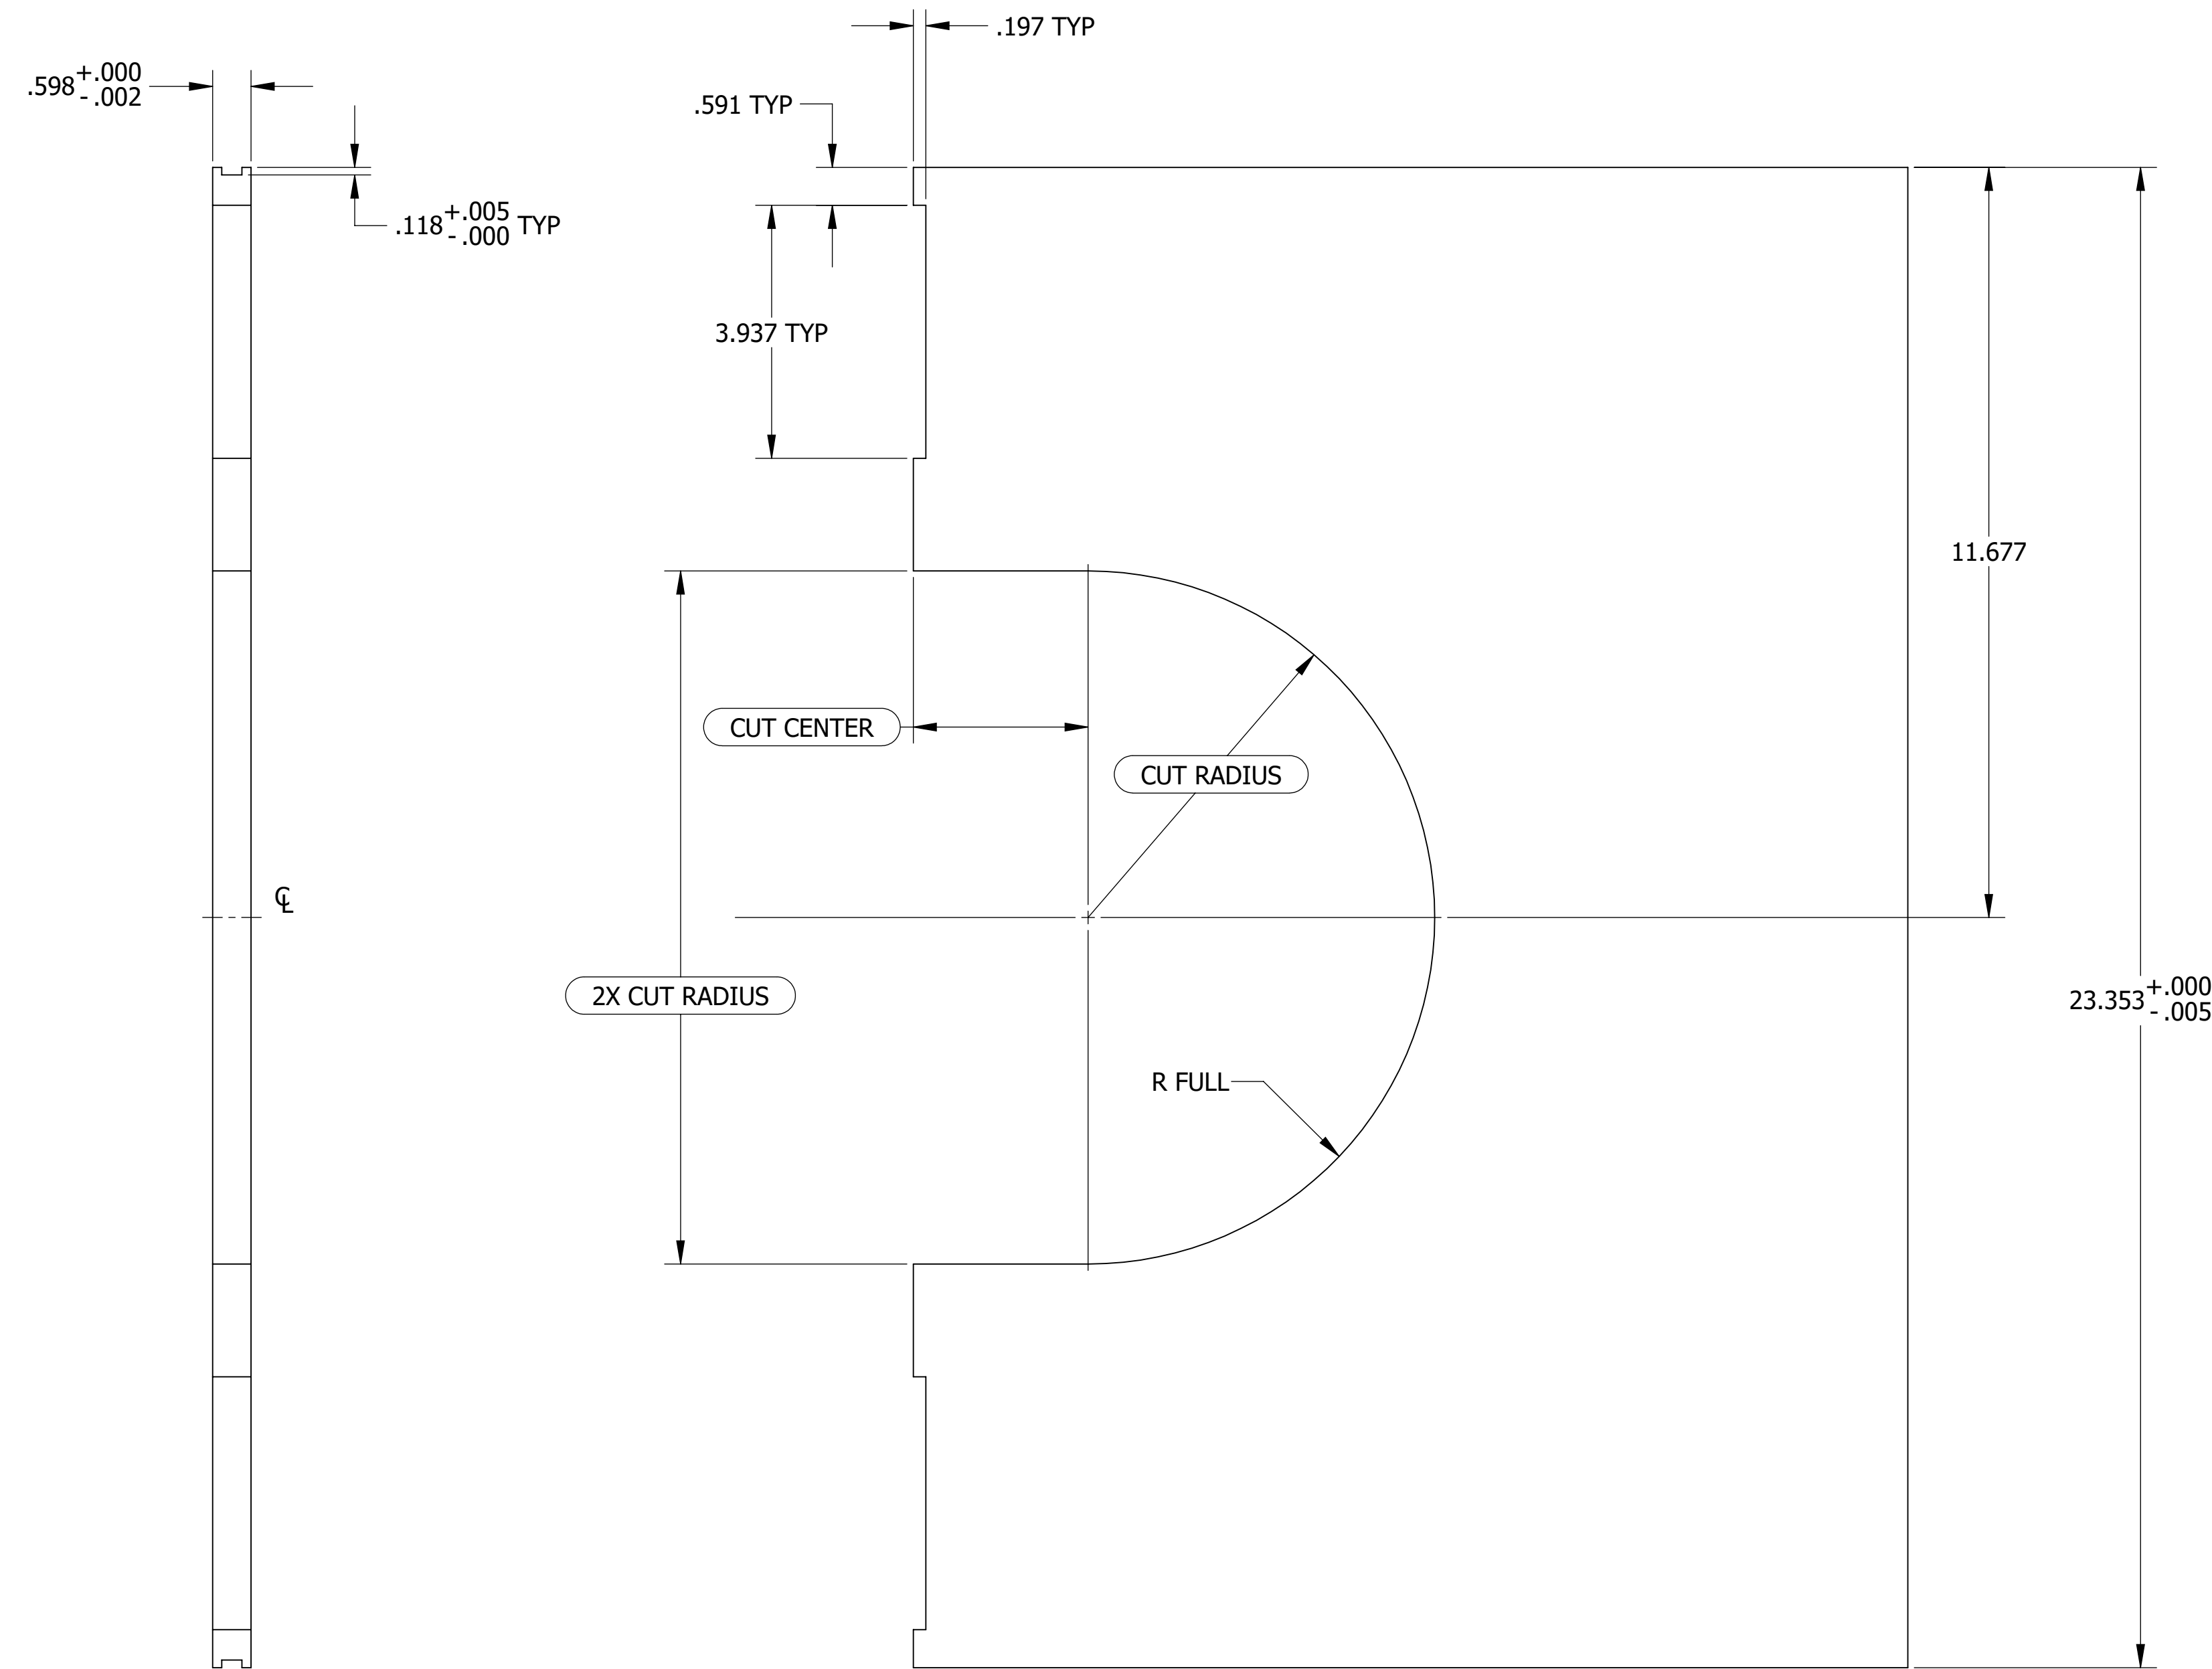 .197 TYP
.598 +.000
- .002
.591 TYP
.118 +.005
- .000 TYP
3.937 TYP
11.677
CUT CENTER
CUT RADIUS
℄
2X CUT RADIUS
23.353 +.000
- .005
R FULL